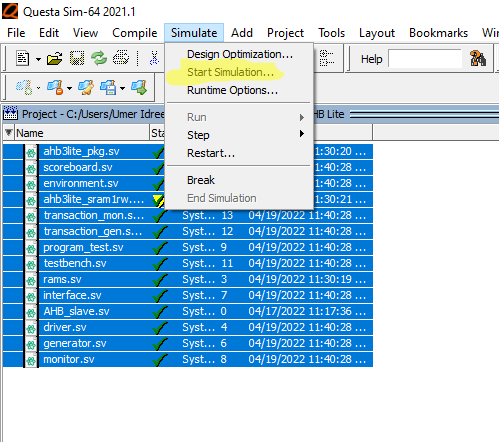 Questa Sim-64 2021.1
File Edit View Compile Simulate Add Project Tools Layout Bookmarks
Design Optimization...
Start Simulation...
Runtime Options...
Run
Step
Restart...
Break
End Simulation
Help
Project - C:/Users/Umer Idree
HB Lite
Name
ahb3lite_pkg.sv 1:30:20 ...
scoreboard.sv 1:40:28 ...
environment.sv 1:40:28 ...
ahb3lite_sram1rw.... 1:30:21 ...
transaction_mon.s... Syst... 13 04/19/2022 11:40:28 ...
transaction_gen.s... Syst... 12 04/19/2022 11:40:28 ...
program_test.sv Syst... 9 04/19/2022 11:40:28 ...
testbench.sv Syst... 11 04/19/2022 11:40:28 ...
rams.sv Syst... 3 04/19/2022 11:30:19 ...
interface.sv Syst... 7 04/19/2022 11:40:28 ...
AHB_slave.sv Syst... 0 04/17/2022 11:17:36 ...
driver.sv Syst... 4 04/19/2022 11:40:28 ...
generator.sv Syst... 6 04/19/2022 11:40:28 ...
monitor.sv Syst... 8 04/19/2022 11:40:28 ...